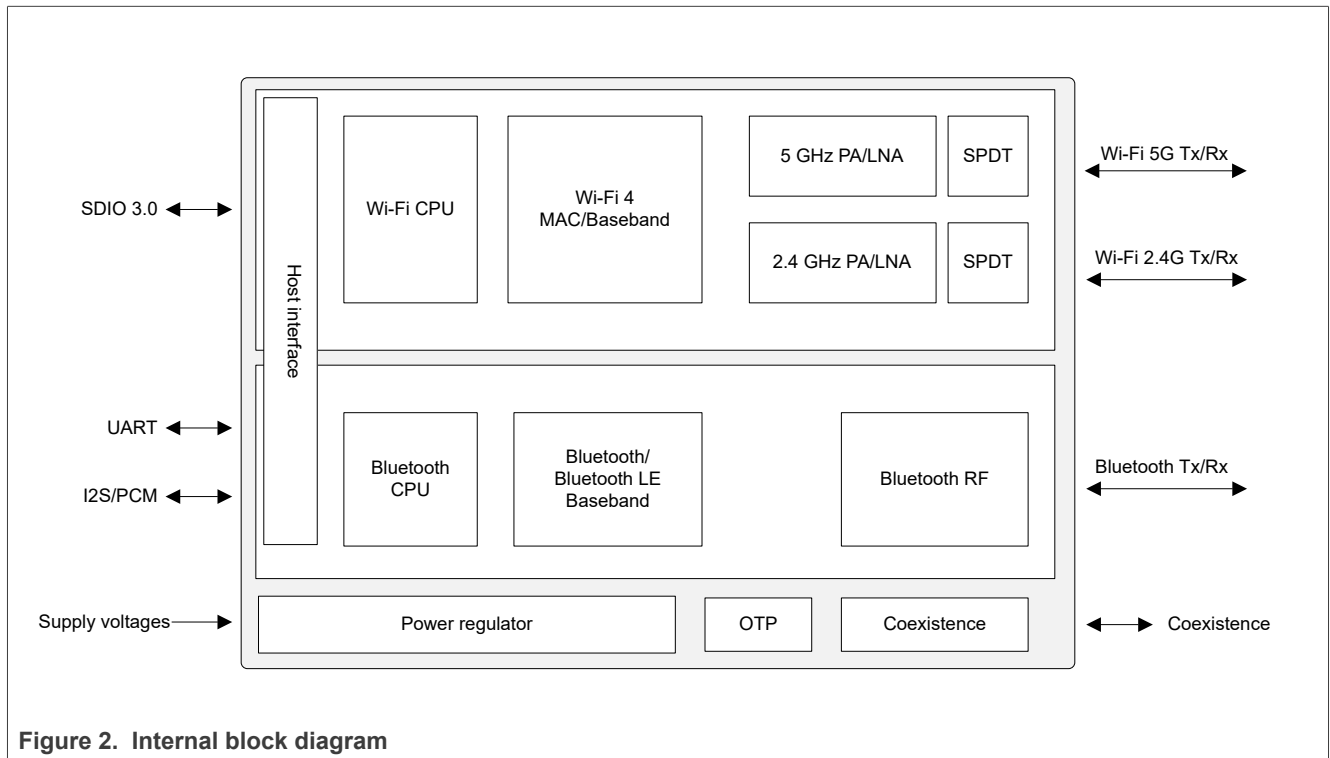 SDIO 3.0
Host interface
Wi-Fi CPU
Wi-Fi 4
MAC/Baseband
5 GHz PA/LNA
SPDT
Wi-Fi 5G Tx/Rx
2.4 GHz PA/LNA
SPDT
Wi-Fi 2.4G Tx/Rx
UART
I2S/PCM
Bluetooth
CPU
Bluetooth/
Bluetooth LE
Baseband
Bluetooth RF
Bluetooth Tx/Rx
Supply voltages
Power regulator
OTP
Coexistence
Coexistence
Figure 2. Internal block diagram